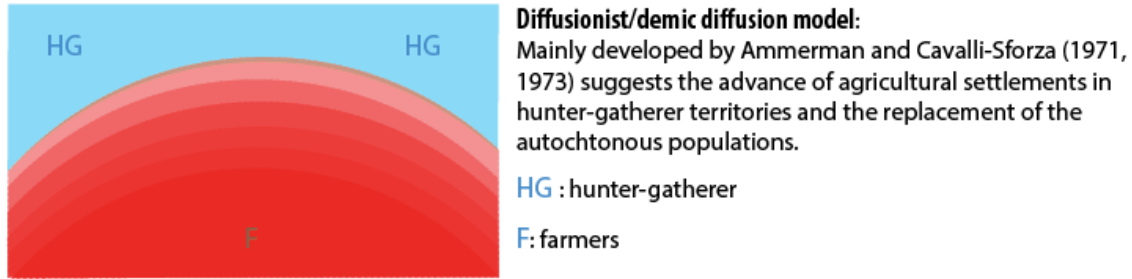 HG HG
F
Diffusionist/demic diffusion model:
Mainly developed by Ammerman and Cavalli-Sforza (1971,
1973) suggests the advance of agricultural settlements in
hunter-gatherer territories and the replacement of the
autochtonous populations.
HG : hunter-gatherer
F: farmers